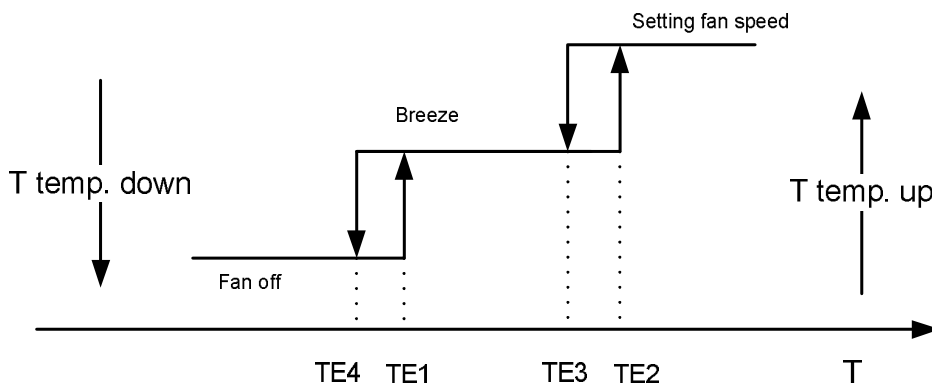 Setting fan speed
Breeze
T temp. down
T temp. up
Fan off
TE4 TE1 TE3 TE2 T